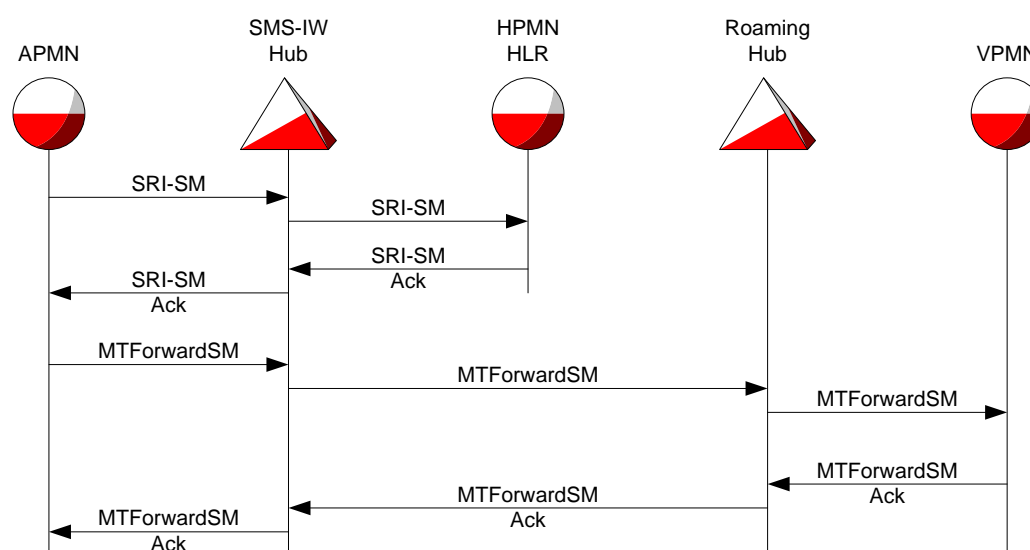 APMN
SMS-IW
Hub
HPMN
HLR
Roaming
Hub
VPMN
SRI-SM
SRI-SM
SRI-SM
Ack
SRI-SM
Ack
MTForwardSM
MTForwardSM
MTForwardSM
MTForwardSM
Ack
MTForwardSM
Ack
MTForwardSM
Ack